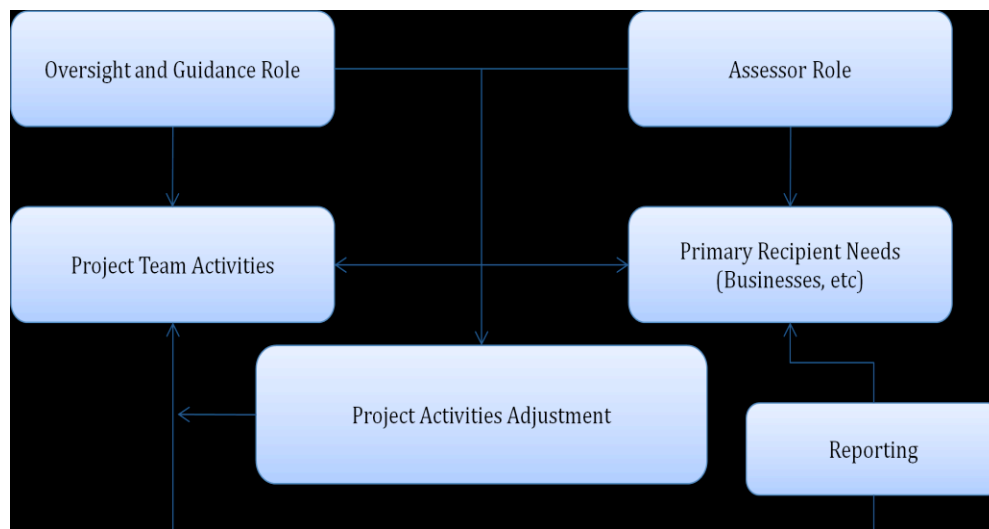 Oversight and Guidance Role
Assessor Role
Project Team Activities
Primary Recipient Needs
(Businesses, etc)
Project Activities Adjustment
Reporting